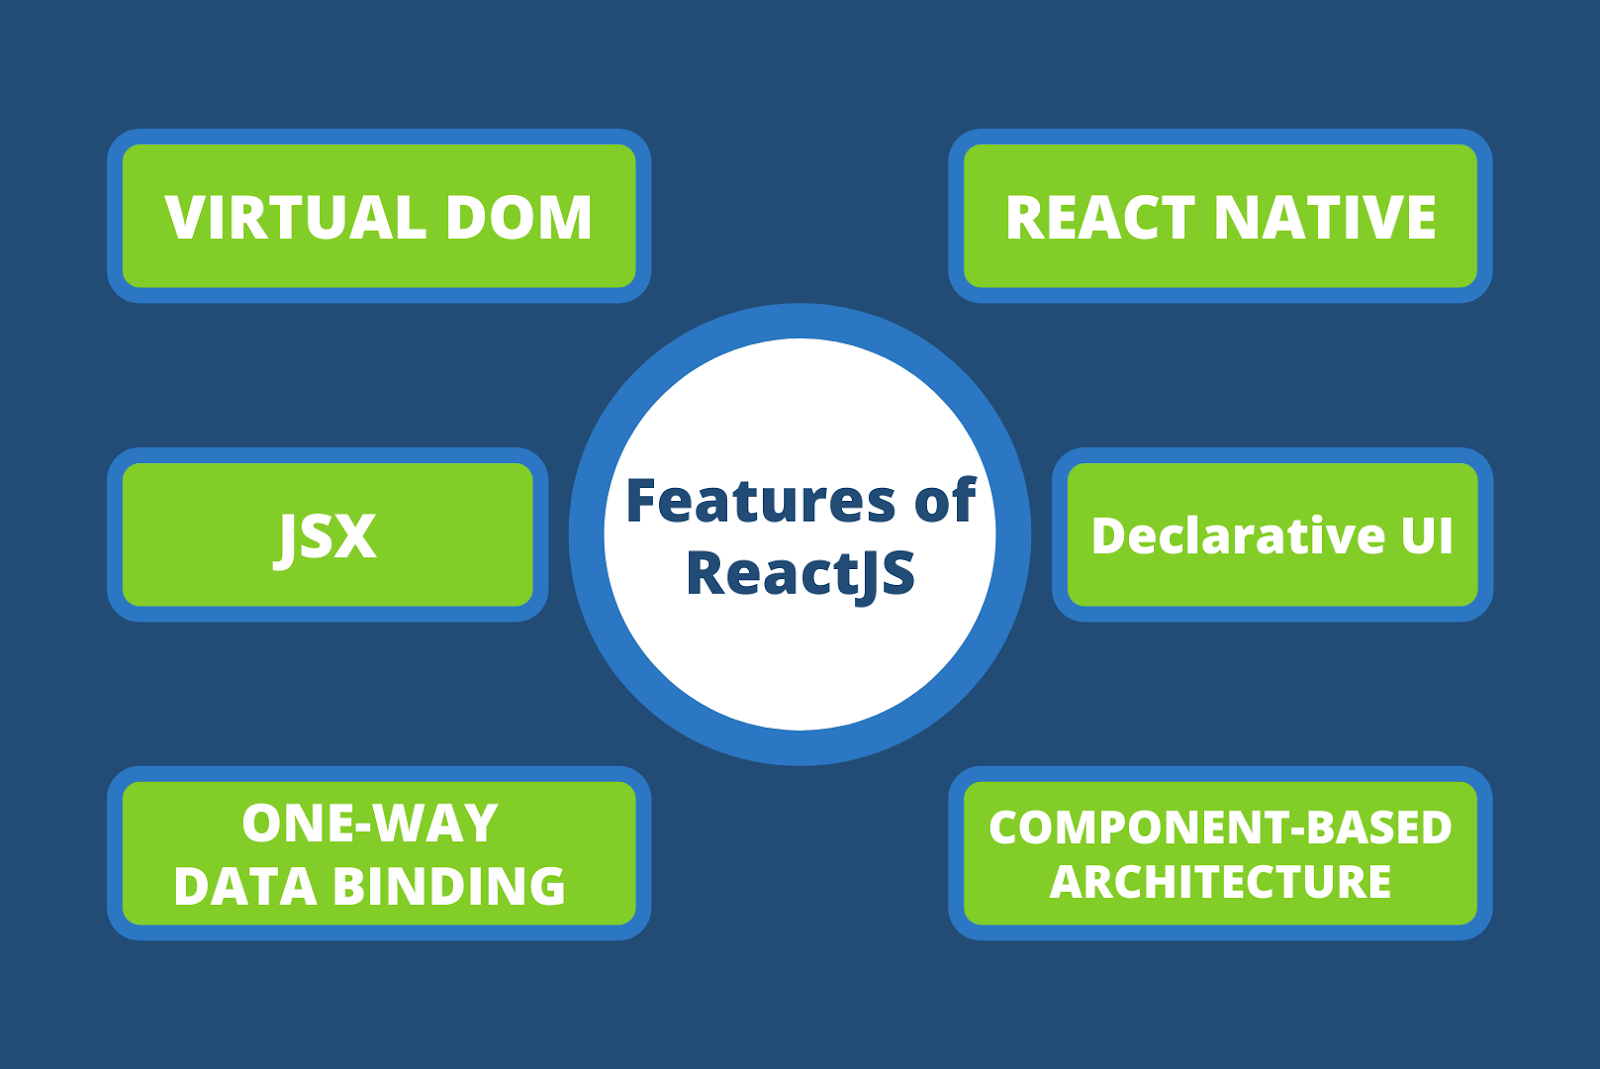 VIRTUAL DOM
REACT NATIVE
Features of
ReactJS
JSX
Declarative UI
ONE-WAY
DATA BINDING
COMPONENT-BASED
ARCHITECTURE